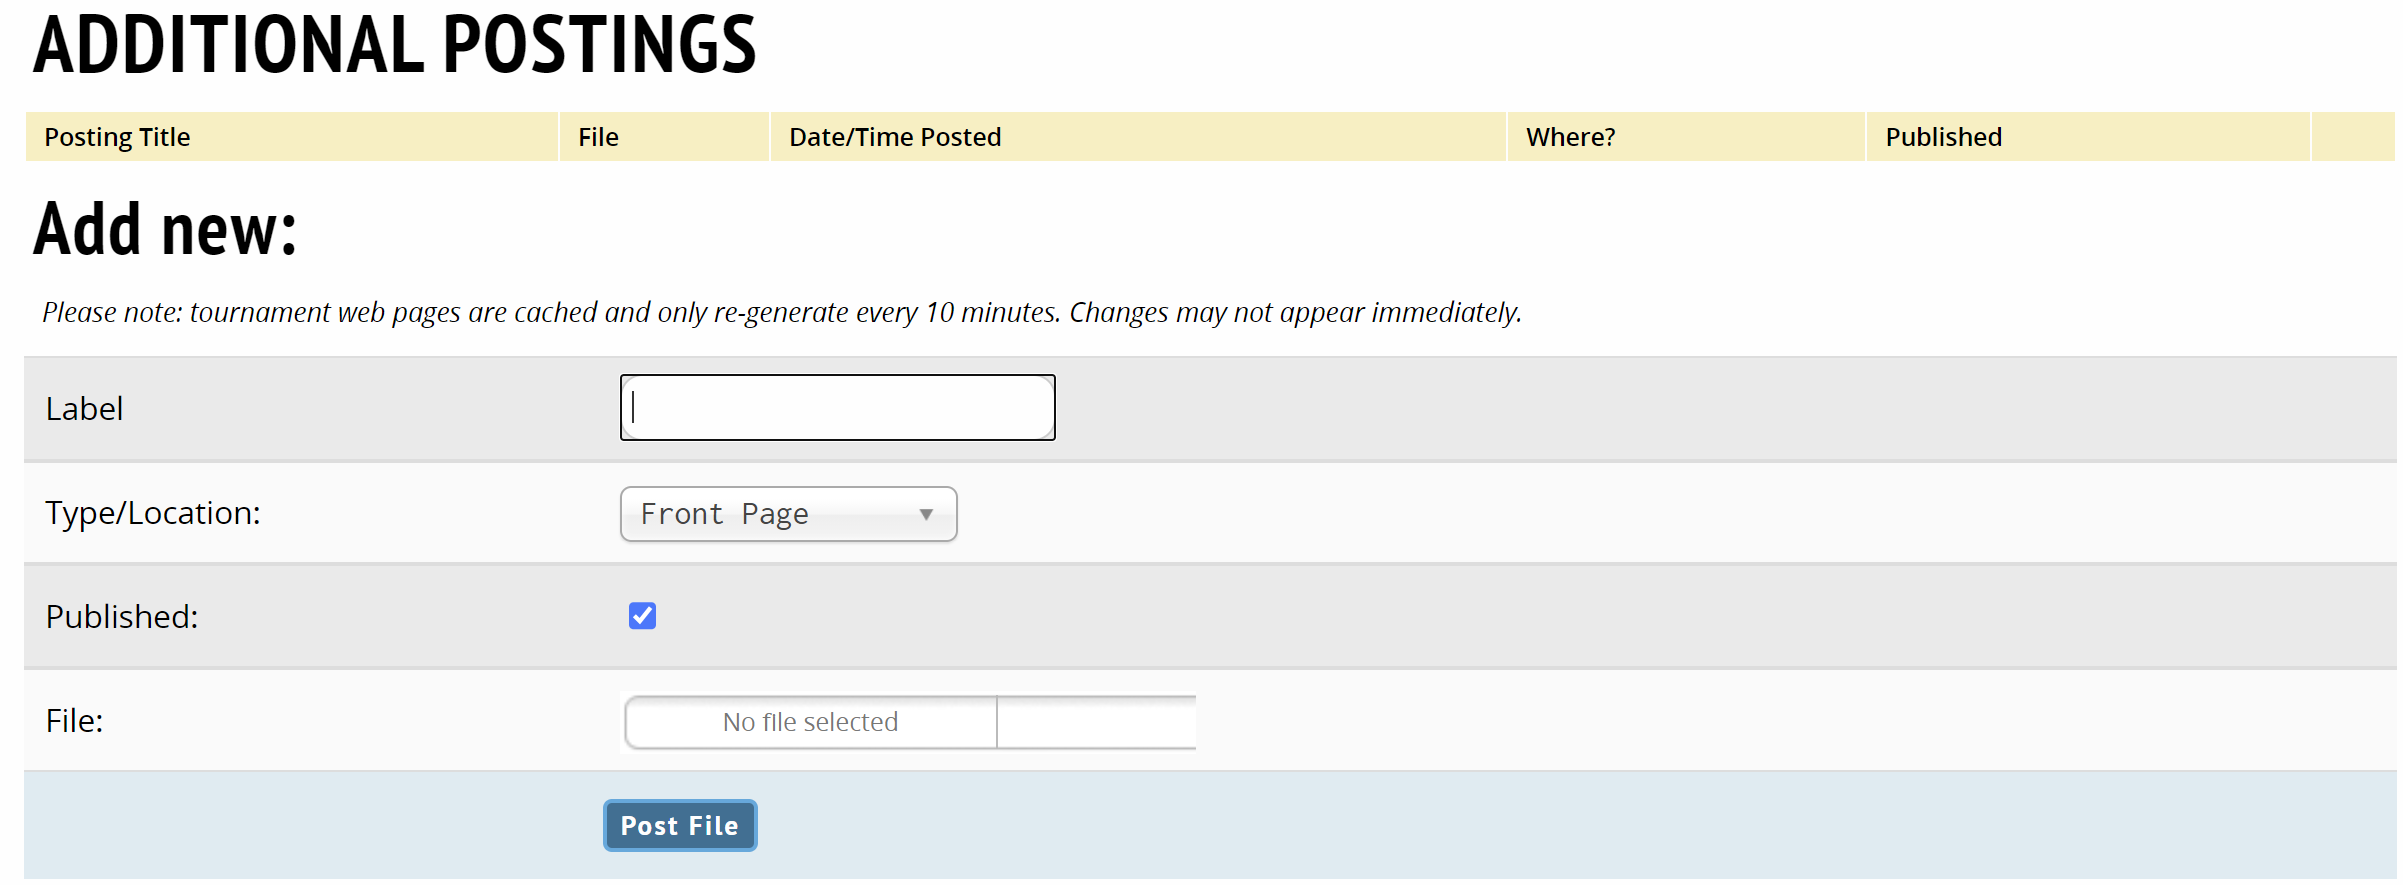 ADDITIONAL POSTINGS
Posting Title File Date/Time Posted Where? Published
Add new:
Please note: tournament web pages are cached and only re-generate every 10 minutes. Changes may not appear immediately.
Label
Type/Location: Front Page
Published:
File: No file selected
Post File